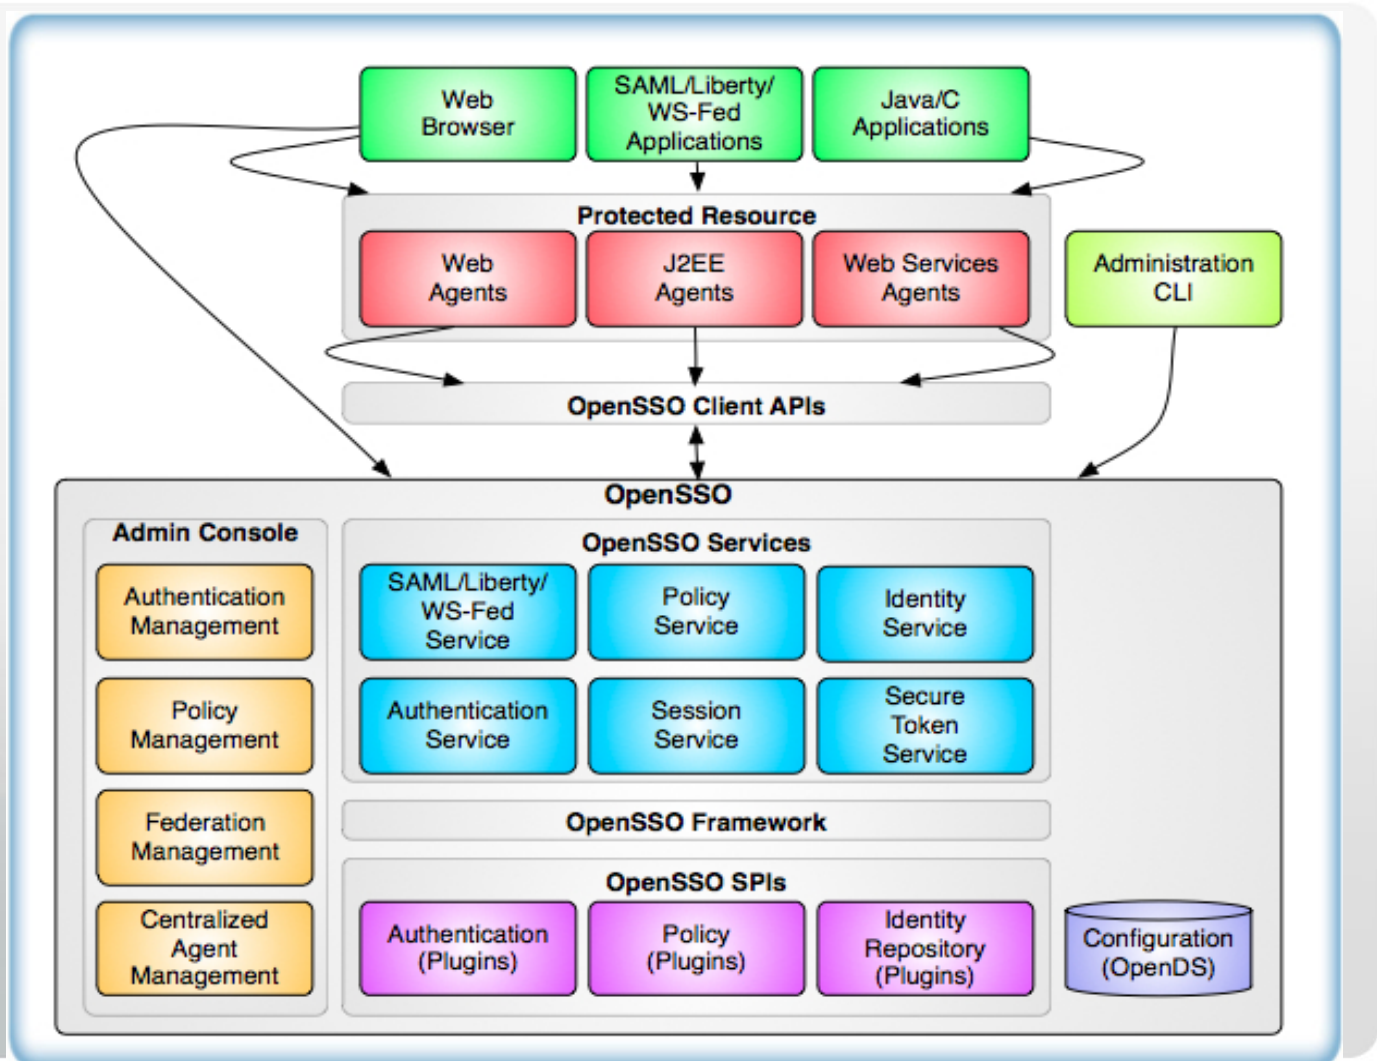 Web
Browser
SAML/Liberty/
WS-Fed
Applications
Java/C
Applications
Protected Resource
Web
Agents
J2EE
Agents
Web Services
Agents
Administration
CLI
OpenSSO Client APIs
OpenSSO
Admin Console
Authentication
Management
Policy
Management
Federation
Management
Centralized
Agent
Management
OpenSSO Services
SAML/Liberty/
WS-Fed
Service
Policy
Service
Identity
Service
Authentication
Service
Session
Service
Secure
Token
Service
OpenSSO Framework
OpenSSO SPIs
Authentication
(Plugins)
Policy
(Plugins)
Identity
Repository
(Plugins)
Configuration
(OpenDS)